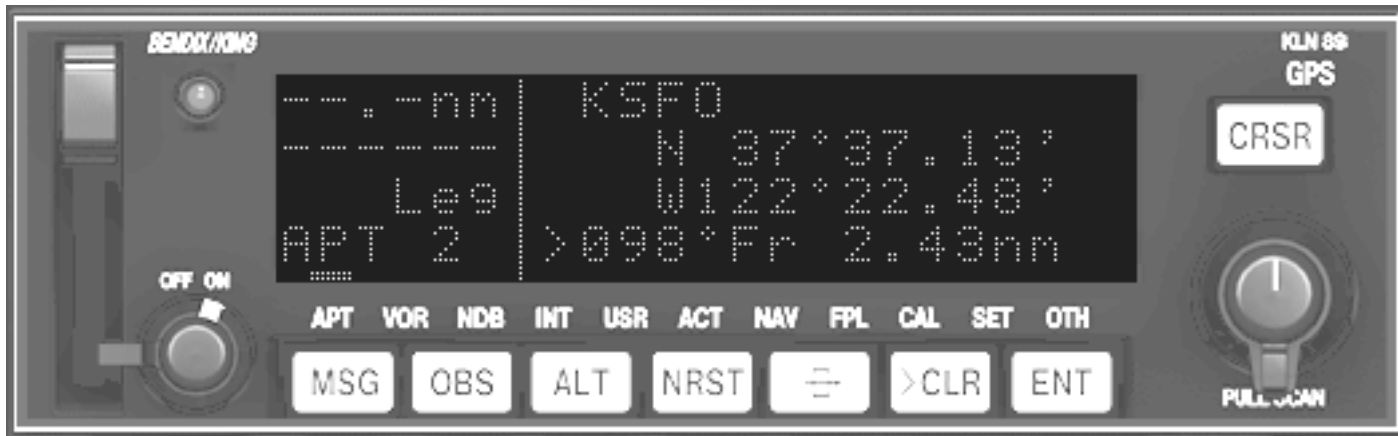 BENDIX/KING
KLN 89
GPS
--.-nm KSFO
------ N 37°37.13'
Leg W122°22.48'
APT 2 >098°Fr 2.43nm
CRSR
OFF ON
APT VOR NDB INT USR ACT NAV FPL CAL SET OTH
MSG OBS ALT NRST >CLR ENT
PULL SCAN